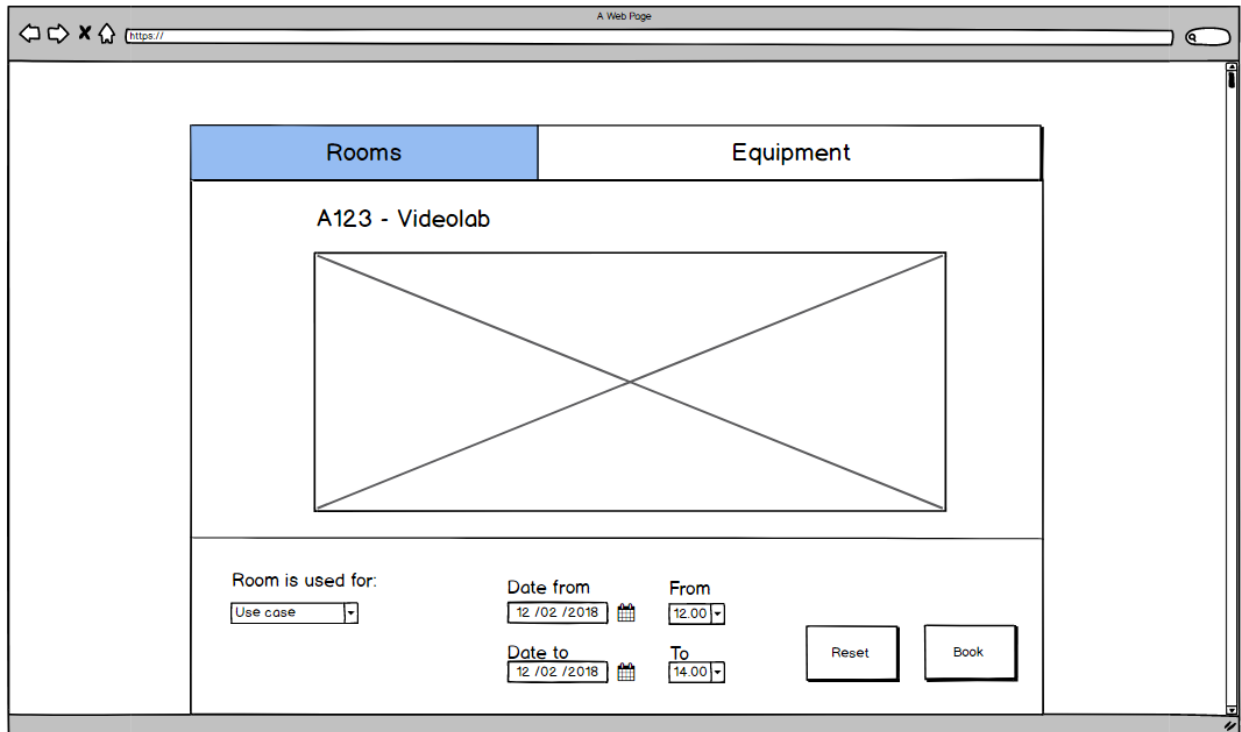 A Web Page
https://
Rooms Equipment
A123 - Videolab
Room is used for:
Use case
Date from From
12 /02 /2018 12.00
Date to To
12 /02 /2018 14.00
Reset Book